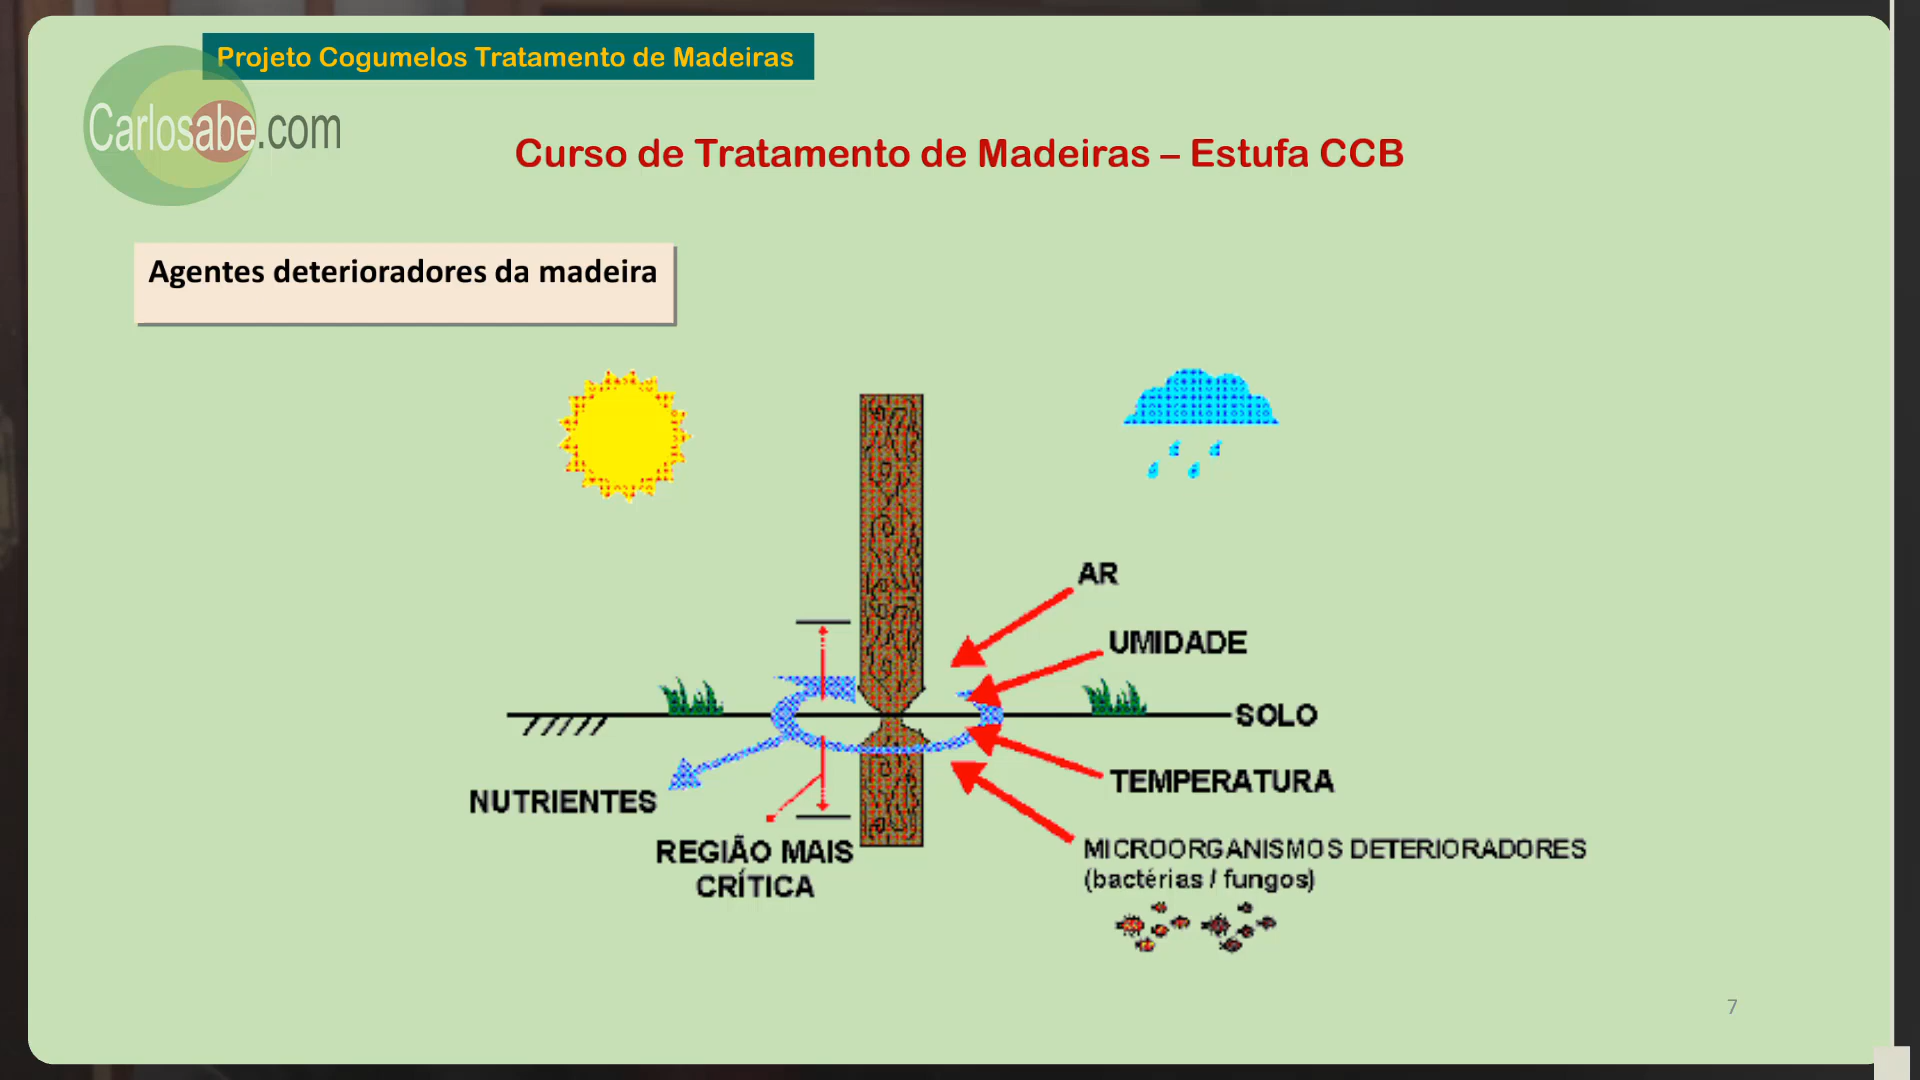 Projeto Cogumelos Tratamento de Madeiras
Carlosabe.com
Curso de Tratamento de Madeiras – Estufa CCB
Agentes deterioradores da madeira
AR
UMIDADE
SOLO
TEMPERATURA
NUTRIENTES
REGIÃO MAIS
CRÍTICA
MICROORGANISMOS DETERIORADORES
(bactérias / fungos)
7